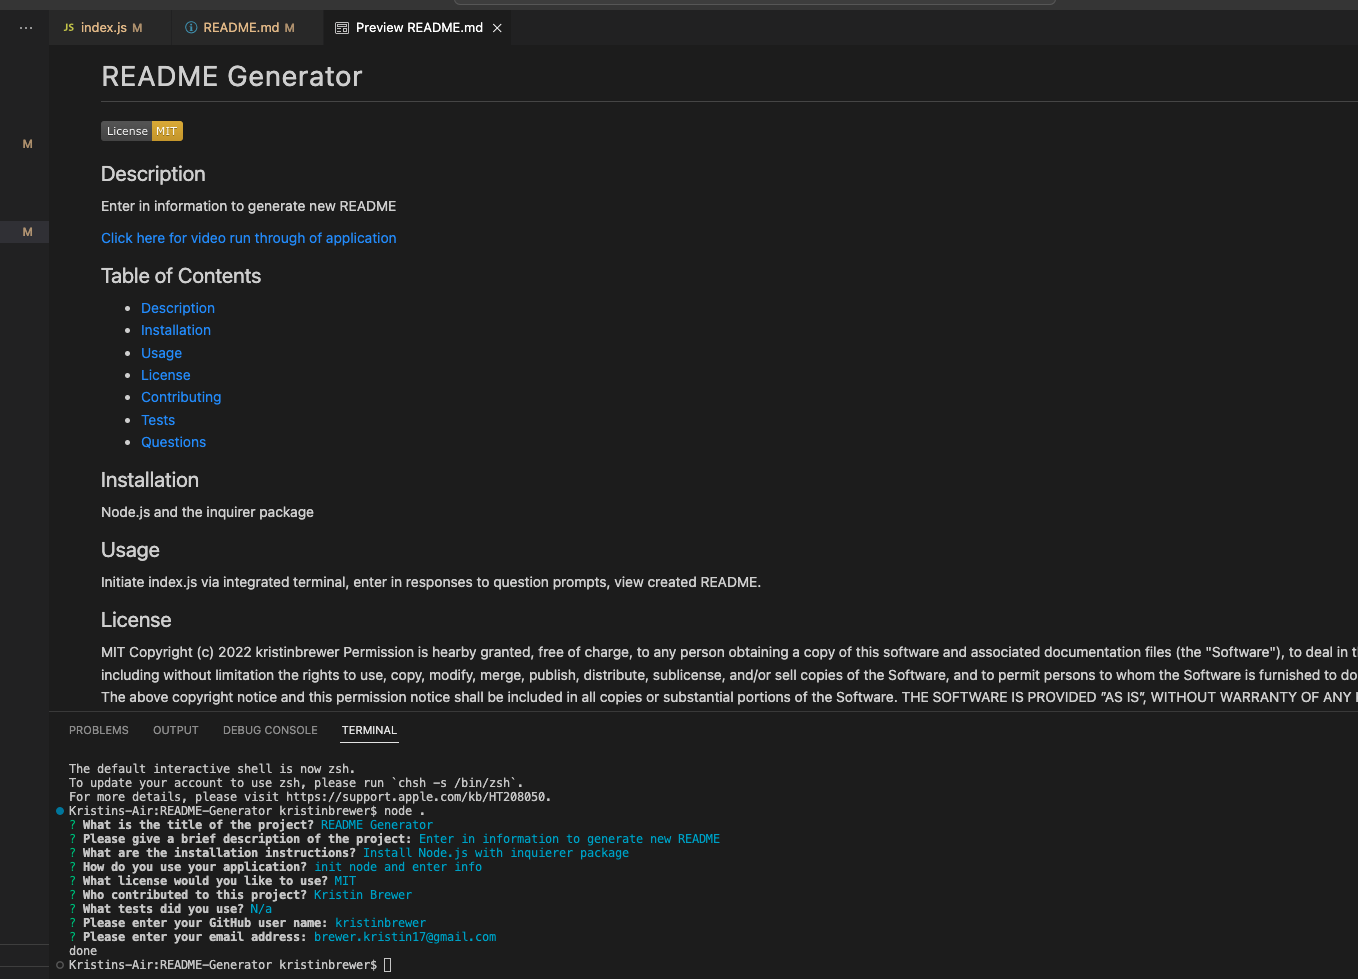 ··· JS index.js M README.md M Preview README.md ×
README Generator
License MIT
M
Description
Enter in information to generate new README
M
Click here for video run through of application
Table of Contents
• Description
• Installation
• Usage
• License
• Contributing
• Tests
• Questions
Installation
Node.js and the inquirer package
Usage
Initiate index.js via integrated terminal, enter in responses to question prompts, view created README.
License
MIT Copyright (c) 2022 kristinbrewer Permission is hearby granted, free of charge, to any person obtaining a copy of this software and associated documentation files (the "Software"), to deal in
including without limitation the rights to use, copy, modify, merge, publish, distribute, sublicense, and/or sell copies of the Software, and to permit persons to whom the Software is furnished to do
The above copyright notice and this permission notice shall be included in all copies or substantial portions of the Software. THE SOFTWARE IS PROVIDED ”AS IS”, WITHOUT WARRANTY OF ANY
PROBLEMS OUTPUT DEBUG CONSOLE TERMINAL
The default interactive shell is now zsh.
To update your account to use zsh, please run `chsh -s /bin/zsh`.
For more details, please visit https://support.apple.com/kb/HT208050.
Kristins-Air:README-Generator kristinbrewer$ node .
? What is the title of the project? README Generator
? Please give a brief description of the project: Enter in information to generate new README
? What are the installation instructions? Install Node.js with inquierer package
? How do you use your application? init node and enter info
? What license would you like to use? MIT
? Who contributed to this project? Kristin Brewer
? What tests did you use? N/a
? Please enter your GitHub user name: kristinbrewer
? Please enter your email address: brewer.kristin17@gmail.com
done
Kristins-Air:README-Generator kristinbrewer$